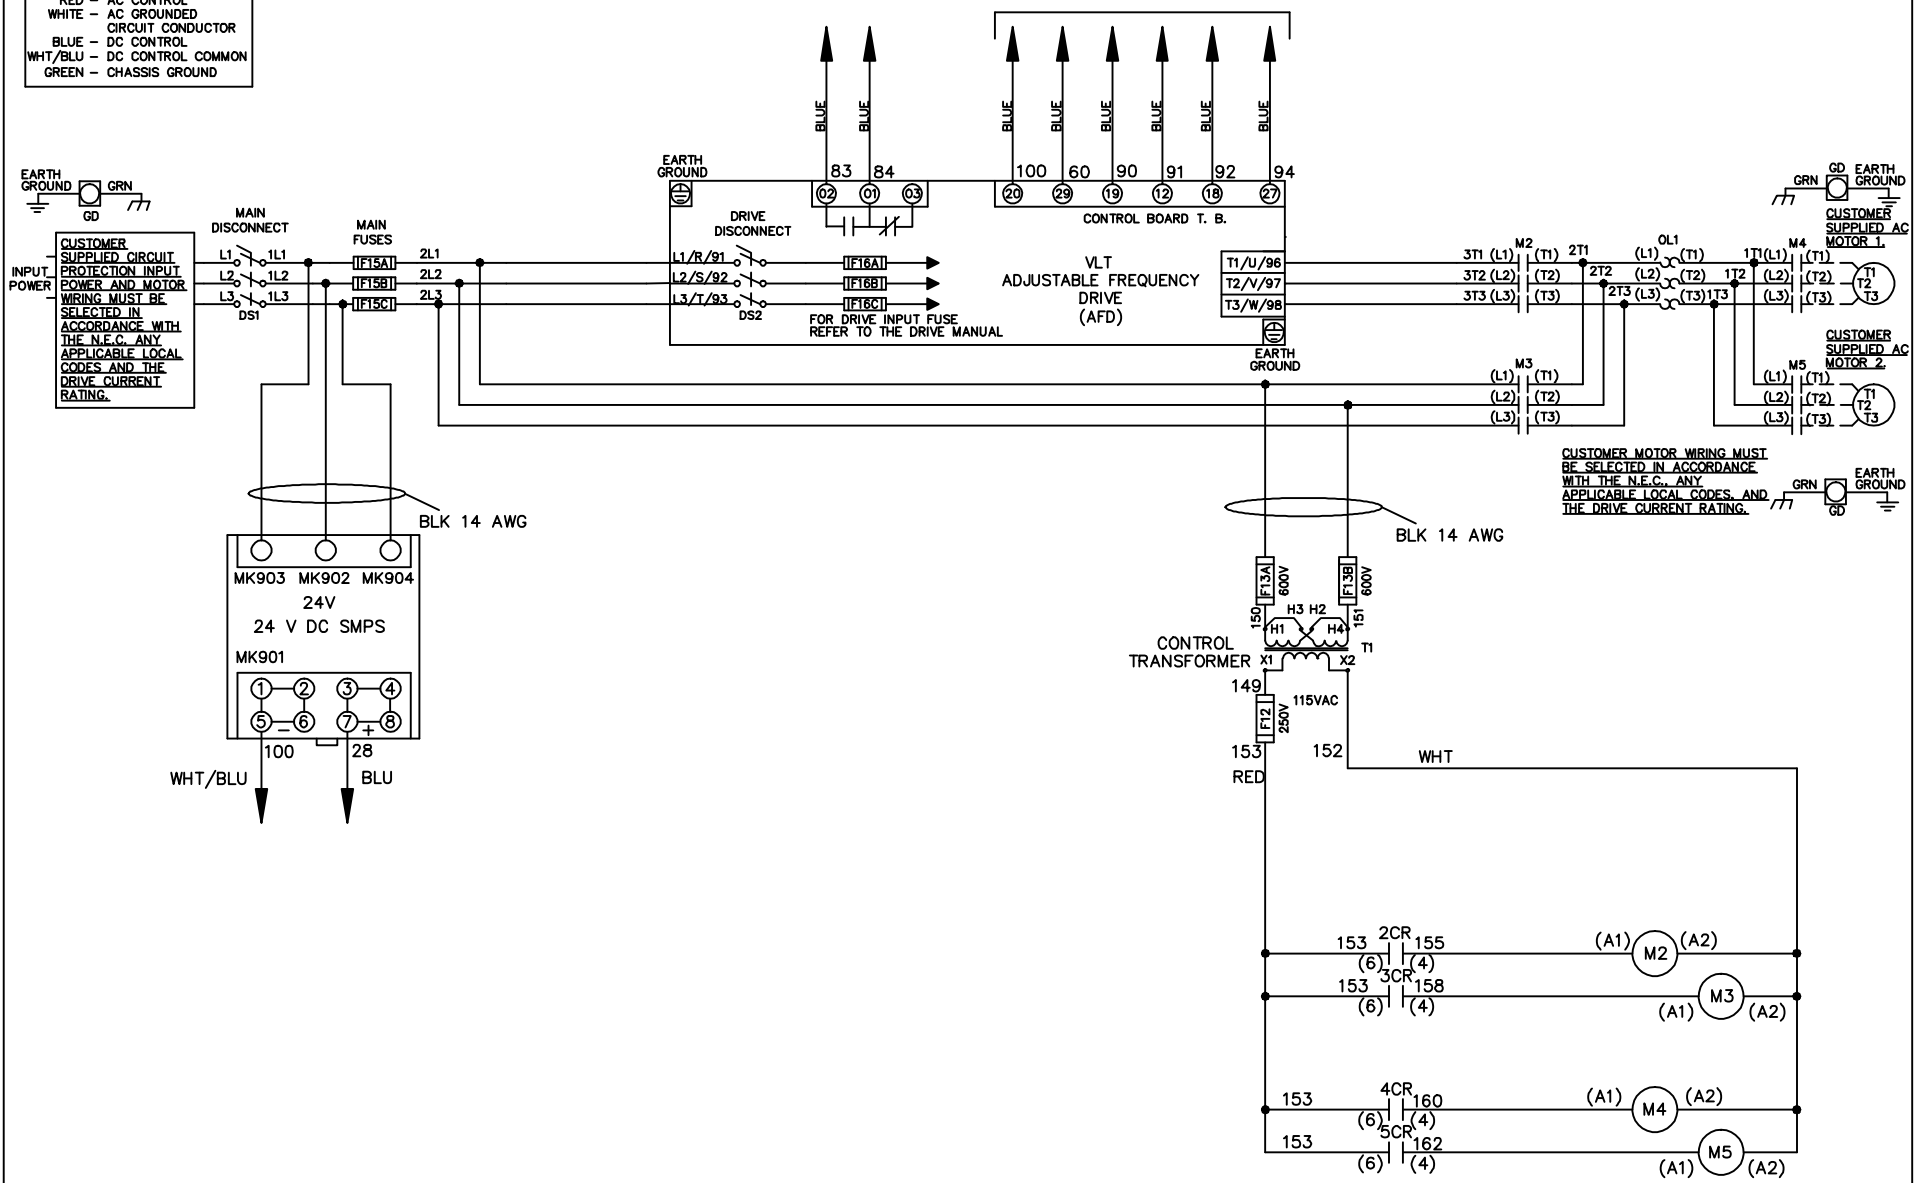 RED – AC CONTROL
WHITE – AC GROUNDED
CIRCUIT CONDUCTOR
BLUE – DC CONTROL
WHT/BLU – DC CONTROL COMMON
GREEN – CHASSIS GROUND
BLUE BLUE BLUE BLUE BLUE BLUE BLUE BLUE
EARTH
GROUND
GRN
GD
EARTH
GROUND
83 84
02 01 03
100 60 90 91 92 94
20 29 19 12 18 27
CONTROL BOARD T. B.
GRN
GD
EARTH
GROUND
CUSTOMER
SUPPLIED AC
MOTOR 1.
INPUT
POWER
CUSTOMER
SUPPLIED CIRCUIT
PROTECTION INPUT
POWER AND MOTOR
WIRING MUST BE
SELECTED IN
ACCORDANCE WITH
THE N.E.C. ANY
APPLICABLE LOCAL
CODES AND THE
DRIVE CURRENT
RATING.
MAIN
DISCONNECT
L1 1L1
L2 1L2
L3 1L3
DS1
MAIN
FUSES
F15A 2L1
F15B 2L2
F15C 2L3
DRIVE
DISCONNECT
L1/R/91
L2/S/92
L3/T/93
DS2
F16A
F16B
F16C
FOR DRIVE INPUT FUSE
REFER TO THE DRIVE MANUAL
VLT
ADJUSTABLE FREQUENCY
DRIVE
(AFD)
T1/U/96
T2/V/97
T3/W/98
EARTH
GROUND
M2
3T1 (L1) (T1) 2T1
3T2 (L2) (T2) 2T2
3T3 (L3) (T3) 2T3
OL1
(L1) (T1) 1T1
(L2) (T2) 1T2
(L3) (T3) 1T3
M4
(L1) (T1)
(L2) (T2)
(L3) (T3)
T1
T2
T3
M3
(L1) (T1)
(L2) (T2)
(L3) (T3)
CUSTOMER
SUPPLIED AC
MOTOR 2.
M5
(L1) (T1)
(L2) (T2)
(L3) (T3)
T1
T2
T3
CUSTOMER MOTOR WIRING MUST
BE SELECTED IN ACCORDANCE
WITH THE N.E.C., ANY
APPLICABLE LOCAL CODES, AND
THE DRIVE CURRENT RATING.
GRN
GD
EARTH
GROUND
BLK 14 AWG
MK903 MK902 MK904
24V
24 V DC SMPS
MK901
1 2 3 4
5 6 7 8
– +
100 28
WHT/BLU BLU
BLK 14 AWG
F13A 600V
F13B 600V
150 151
H3 H2
H1 H4
T1
CONTROL
TRANSFORMER
X1 X2
149
115VAC
F12 250V
153 152
RED
WHT
2CR
153 155
(6) (4)
(A1) M2 (A2)
3CR
153 158
(6) (4)
(A1) M3 (A2)
4CR
153 160
(6) (4)
(A1) M4 (A2)
5CR
153 162
(6) (4)
(A1) M5 (A2)